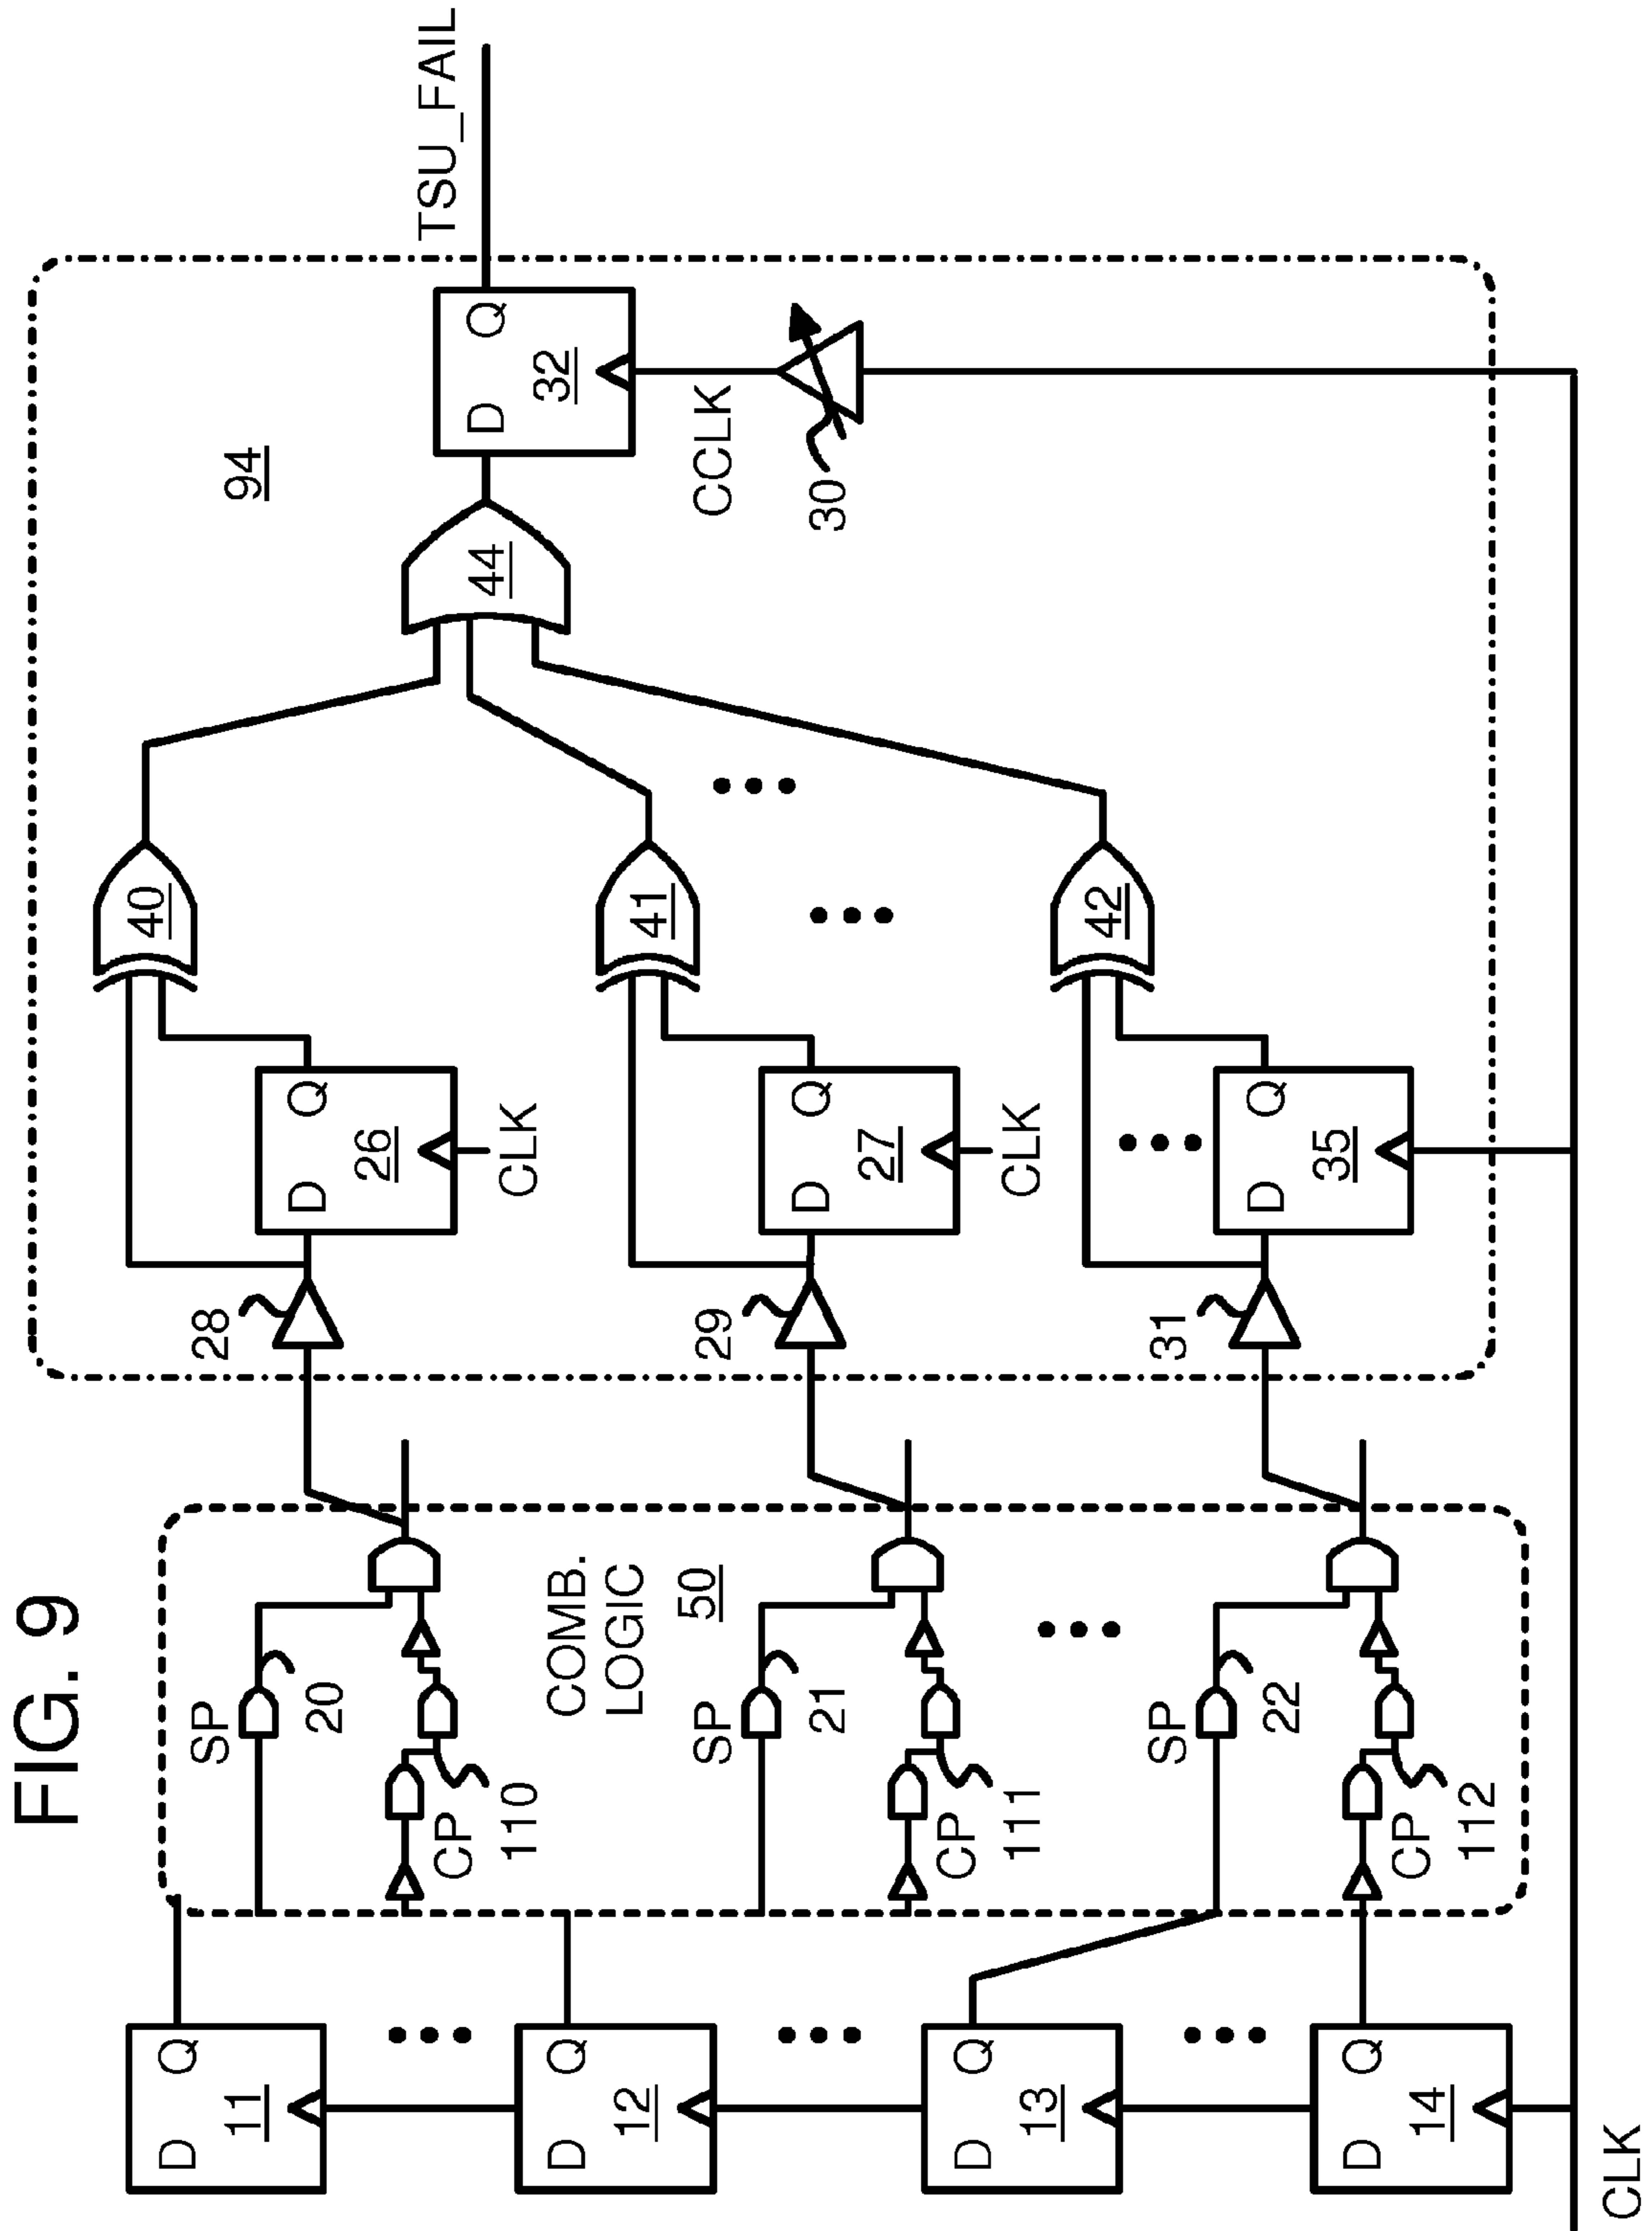 FIG. 9
D Q
11
D Q
12
D Q
13
D Q
14
CLK
SP
20
CP
110
COMB.
LOGIC
50
SP
21
CP
111
SP
22
CP
112
28
D Q
26
CLK
40
29
D Q
27
CLK
41
31
D Q
35
42
94
44
D Q
32
CCLK
30
TSU_FAIL